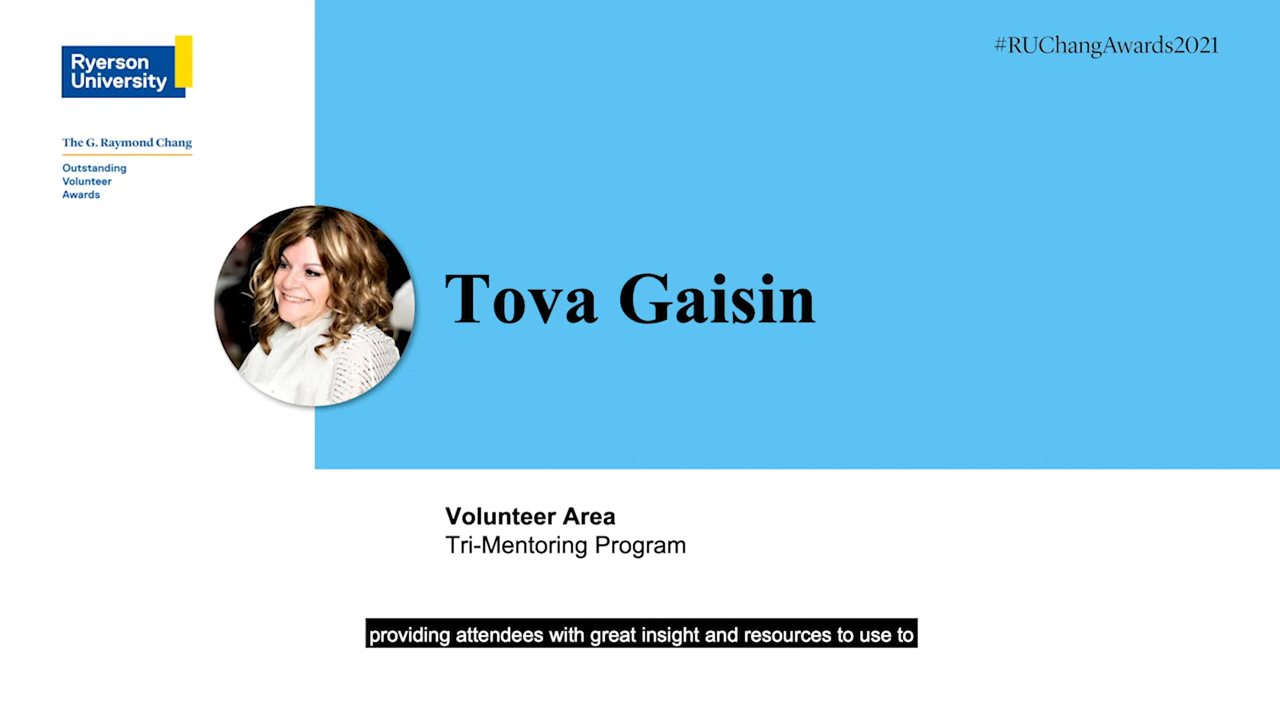 Ryerson
University
#RUChangAwards2021
The G. Raymond Chang
Outstanding
Volunteer
Awards
Tova Gaisin
Volunteer Area
Tri-Mentoring Program
providing attendees with great insight and resources to use to